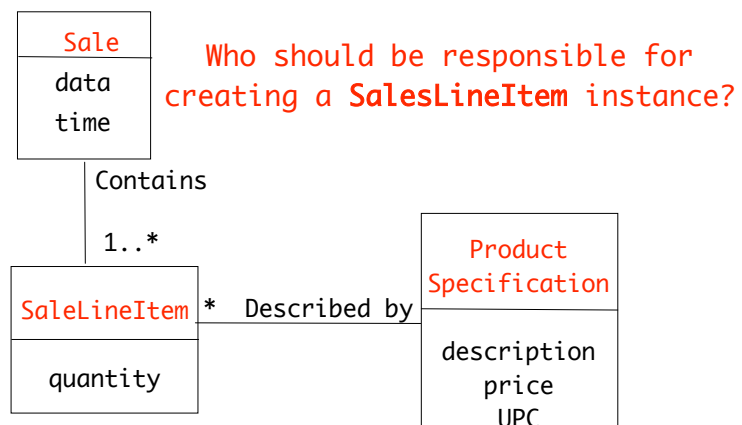 Sale
data
time
Who should be responsible for
creating a SalesLineItem instance?
Contains
1..*
SaleLineItem
quantity
* Described by
Product
Specification
description
price
UPC